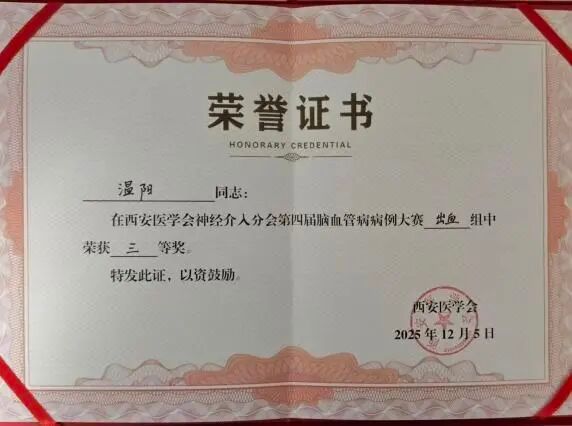 荣誉证书
HONORARY CREDENTIAL
温阳同志：
在西安医学会神经介入分会第四届脑血管病病例大赛出血组中
荣获三等奖。
特发此证，以资鼓励。
西安医学会
2025年12月5日